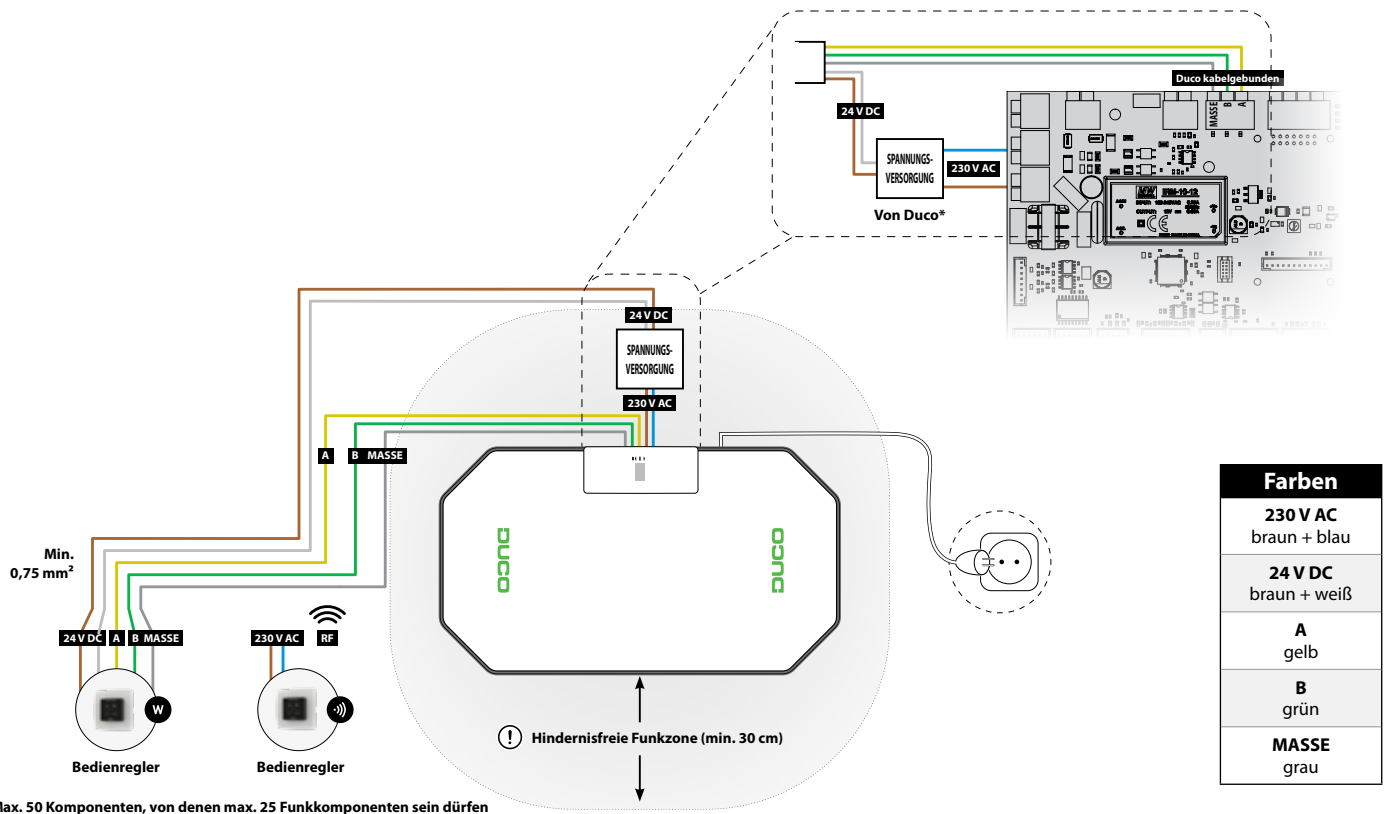 Duco kabelgebunden
MASSE
B
A
24 V DC
SPANNUNGS-
VERSORGUNG
230 V AC
Von Duco*
24 V DC
SPANNUNGS-
VERSORGUNG
230 V AC
A
B
MASSE
DUCO
DUCO
Min.
0,75 mm²
24 V DC
A
B
MASSE
W
Bedienregler
230 V AC
RF
Bedienregler
! Hindernisfreie Funkzone (min. 30 cm)
Max. 50 Komponenten, von denen max. 25 Funkkomponenten sein dürfen
Farben
230 V AC
braun + blau
24 V DC
braun + weiß
A
gelb
B
grün
MASSE
grau